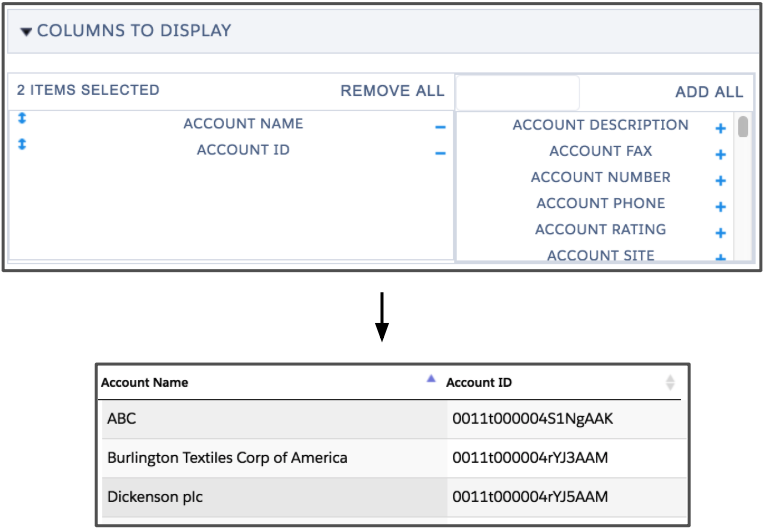 COLUMNS TO DISPLAY
2 ITEMS SELECTED REMOVE ALL
ACCOUNT NAME
ACCOUNT ID
ADD ALL
ACCOUNT DESCRIPTION
ACCOUNT FAX
ACCOUNT NUMBER
ACCOUNT PHONE
ACCOUNT RATING
ACCOUNT SITE
Account Name Account ID
ABC 0011t000004S1NgAAK
Burlington Textiles Corp of America 0011t000004rYJ3AAM
Dickenson plc 0011t000004rYJ5AAM